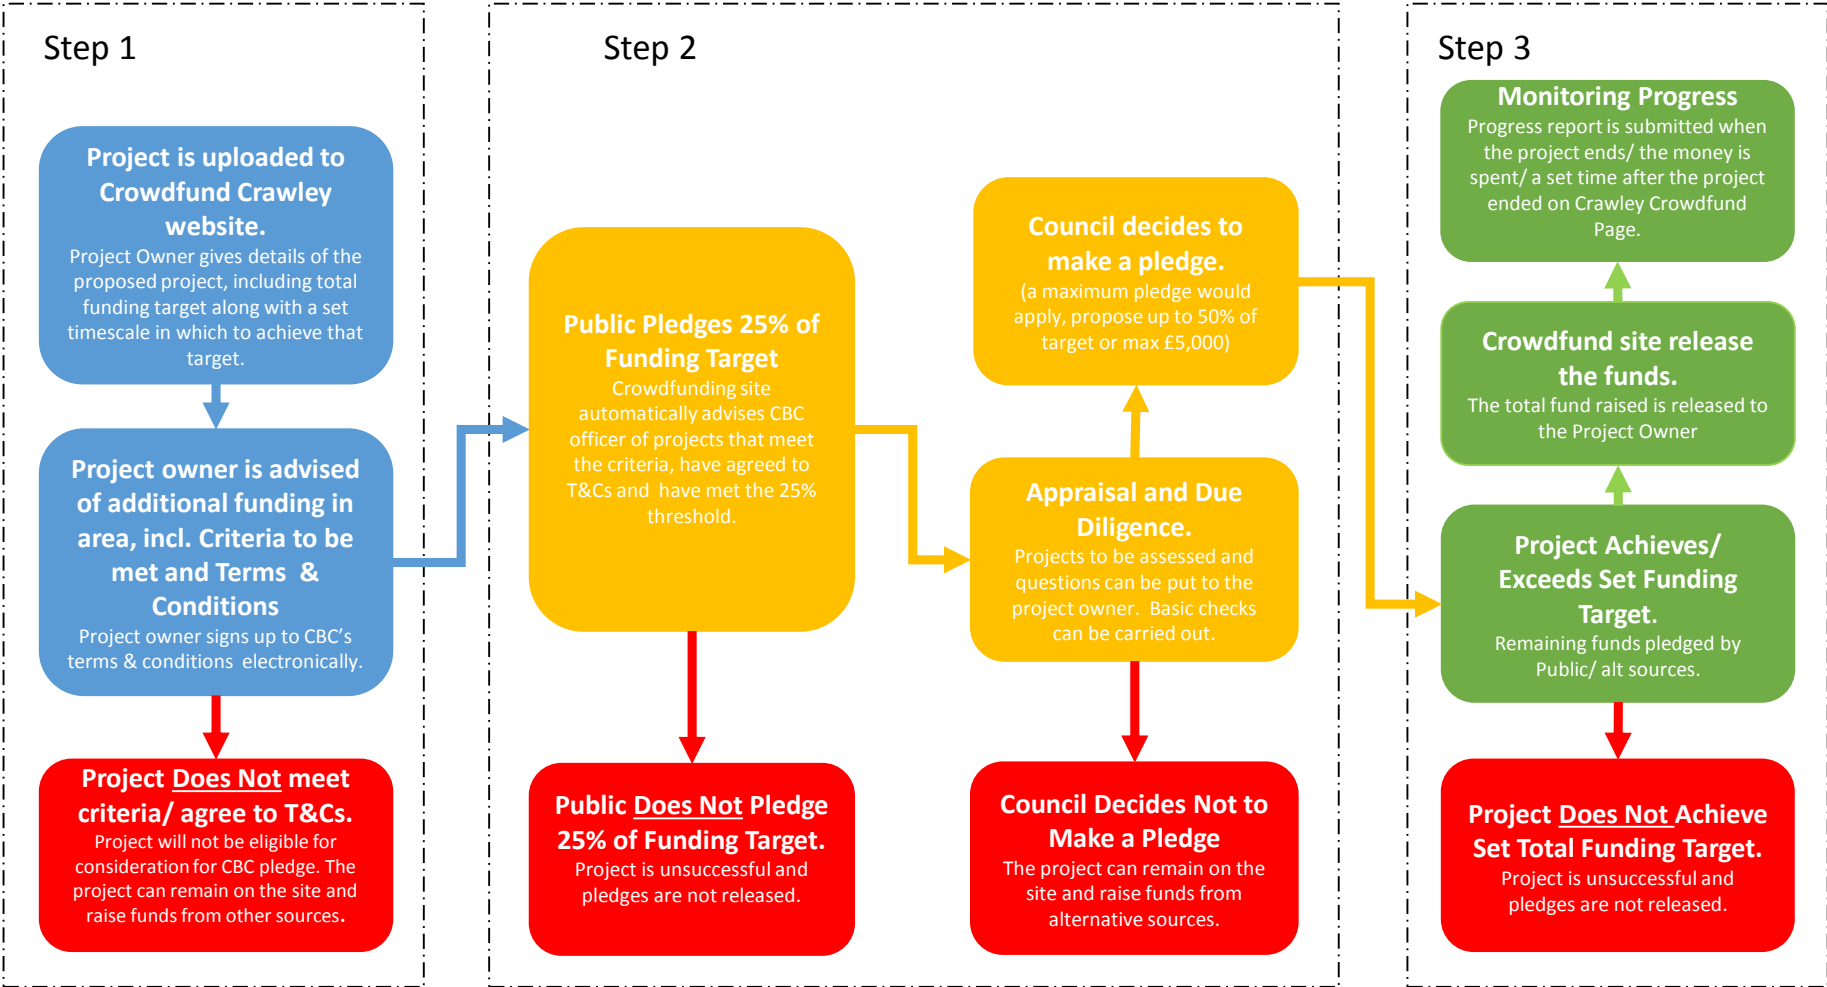 Step 1
Project is uploaded to
Crowdfund Crawley
website.
Project Owner gives details of the
proposed project, including total
funding target along with a set
timescale in which to achieve that
target.
Project owner is advised
of additional funding in
area, incl. Criteria to be
met and Terms &
Conditions
Project owner signs up to CBC’s
terms & conditions electronically.
Project Does Not meet
criteria/ agree to T&Cs.
Project will not be eligible for
consideration for CBC pledge. The
project can remain on the site and
raise funds from other sources.
Step 2
Public Pledges 25% of
Funding Target
Crowdfunding site
automatically advises CBC
officer of projects that meet
the criteria, have agreed to
T&Cs and have met the 25%
threshold.
Public Does Not Pledge
25% of Funding Target.
Project is unsuccessful and
pledges are not released.
Council decides to
make a pledge.
(a maximum pledge would
apply, propose up to 50% of
target or max £5,000)
Appraisal and Due
Diligence.
Projects to be assessed and
questions can be put to the
project owner. Basic checks
can be carried out.
Council Decides Not to
Make a Pledge
The project can remain on the
site and raise funds from
alternative sources.
Step 3
Monitoring Progress
Progress report is submitted when
the project ends/ the money is
spent/ a set time after the project
ended on Crawley Crowdfund
Page.
Crowdfund site release
the funds.
The total fund raised is released to
the Project Owner
Project Achieves/
Exceeds Set Funding
Target.
Remaining funds pledged by
Public/ alt sources.
Project Does Not Achieve
Set Total Funding Target.
Project is unsuccessful and
pledges are not released.